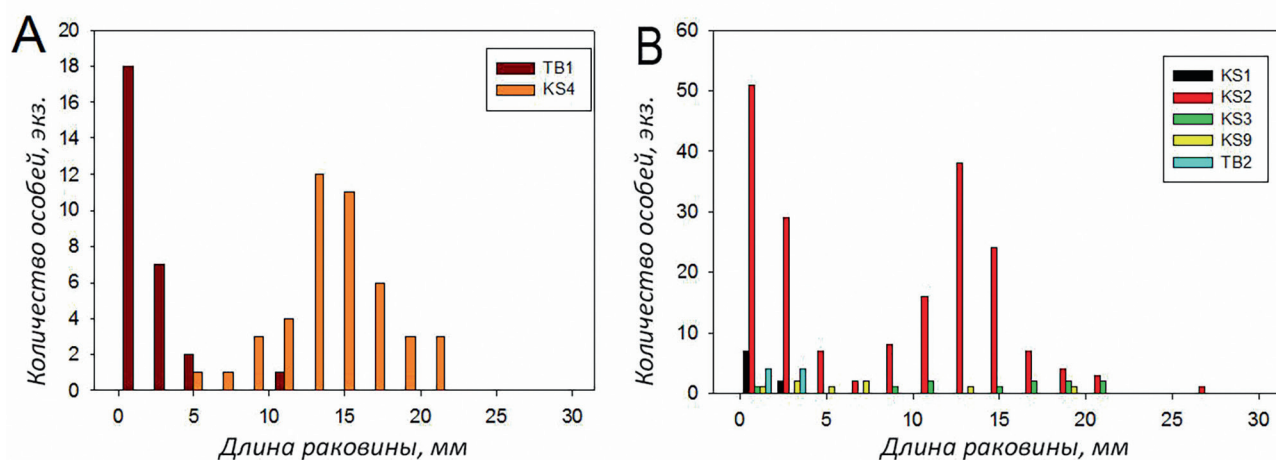 A
Количество особей, экз.
20
18
16
14
12
10
8
6
4
2
0
TB1
KS4
0 5 10 15 20 25 30
Длина раковины, мм
B
Количество особей, экз.
60
50
40
30
20
10
0
KS1
KS2
KS3
KS9
TB2
0 5 10 15 20 25 30
Длина раковины, мм